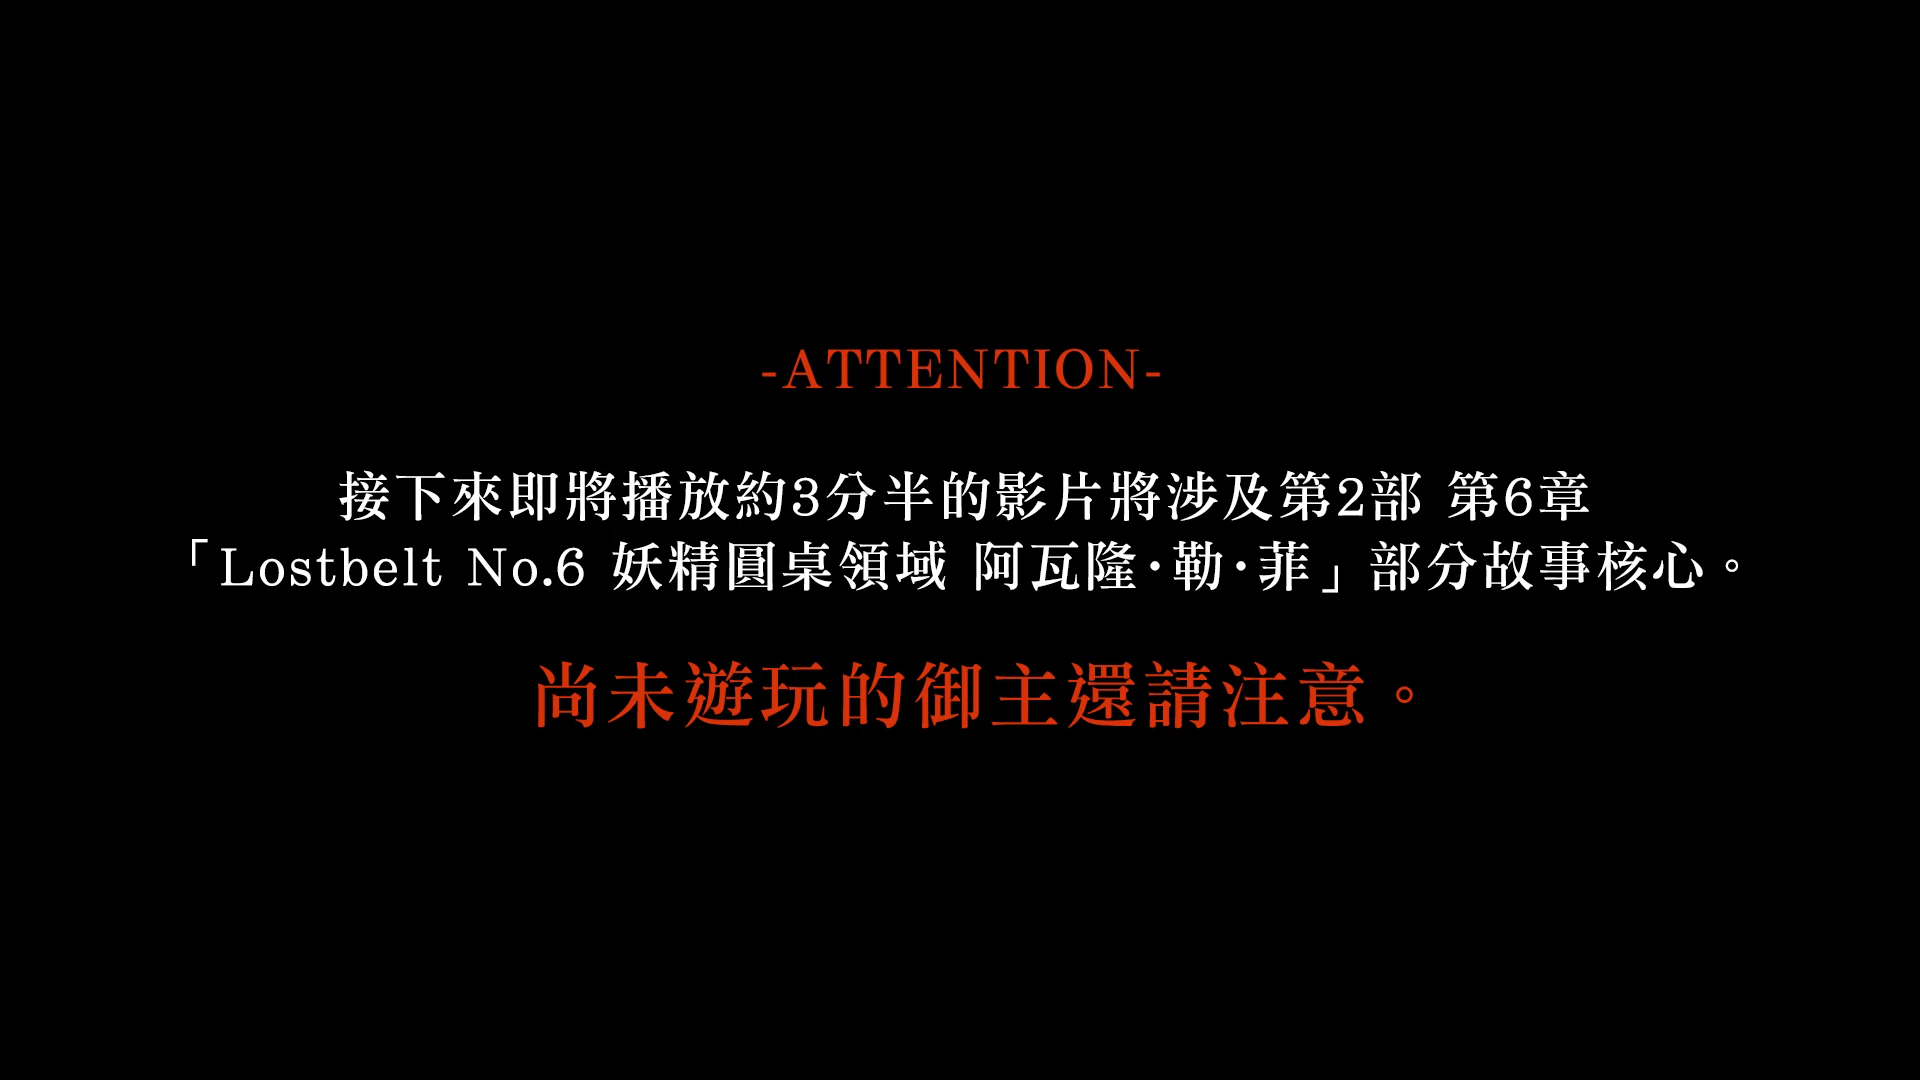 -ATTENTION-
接下來即將播放約3分半的影片將涉及第2部 第6章
「Lostbelt No.6 妖精圓桌領域 阿瓦隆·勒·菲」部分故事核心。
尚未遊玩的御主還請注意。